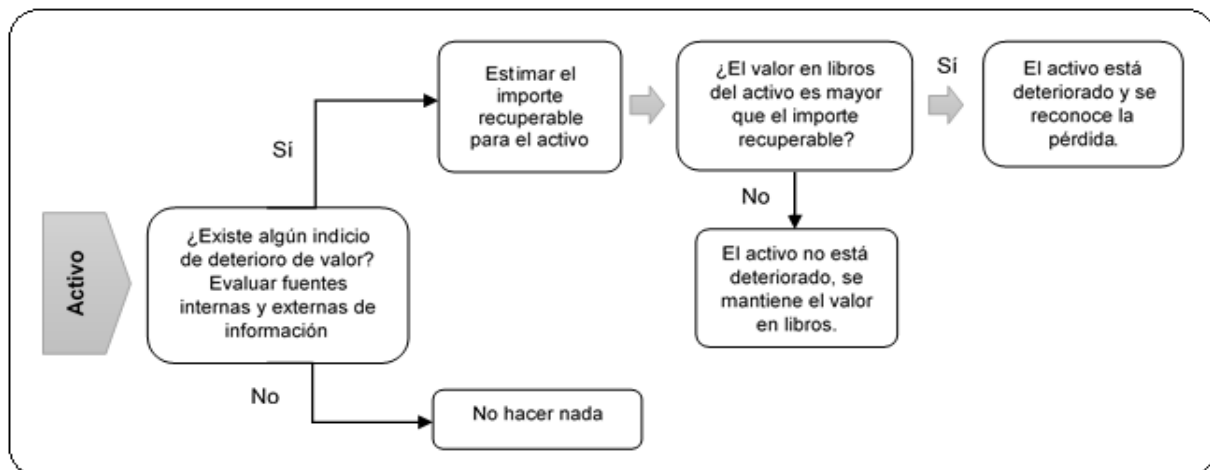 Activo
¿Existe algún indicio
de deterioro de valor?
Evaluar fuentes
internas y externas de
información
Sí
Estimar el
importe
recuperable
para el activo
¿El valor en libros
del activo es mayor
que el importe
recuperable?
Sí
El activo está
deteriorado y se
reconoce la
pérdida.
No
El activo no está
deteriorado, se
mantiene el valor
en libros.
No
No hacer nada